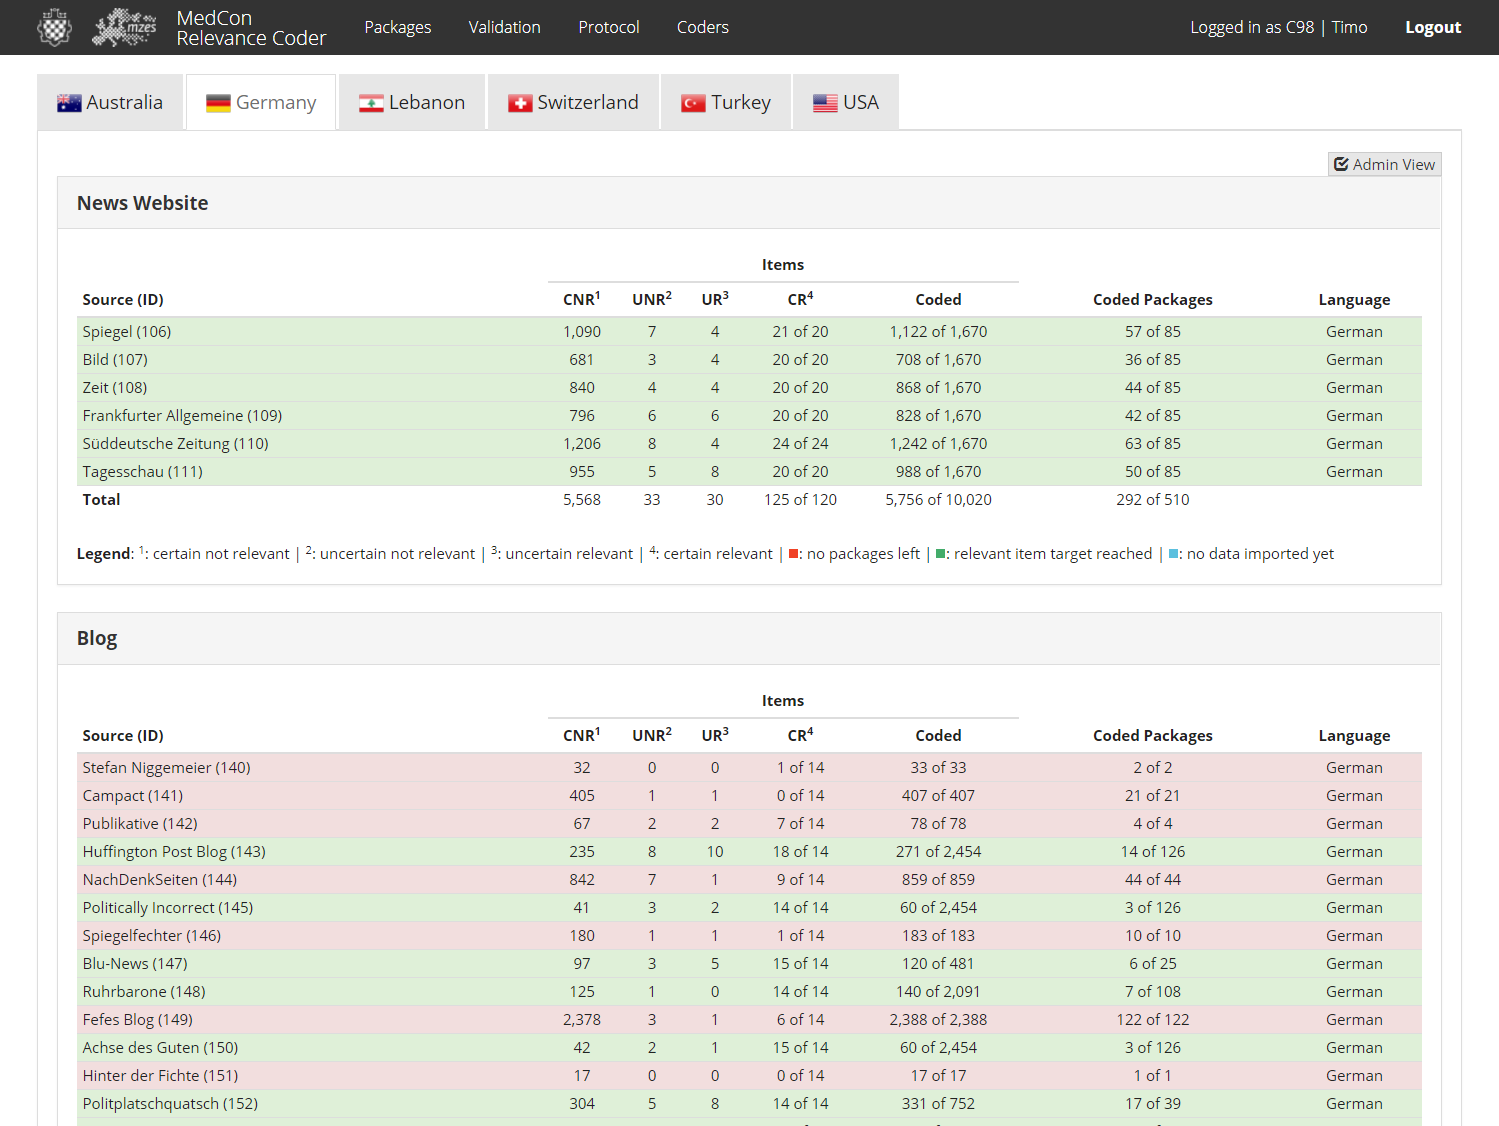 MedCon
Relevance Coder
Packages Validation Protocol Coders Logged in as C98 | Timo Logout
mzes
Australia Germany Lebanon Switzerland Turkey USA
Admin View
News Website
Items
Source (ID) CNR¹ UNR² UR³ CR⁴ Coded Coded Packages Language
Spiegel (106) 1,090 7 4 21 of 20 1,122 of 1,670 57 of 85 German
Bild (107) 681 3 4 20 of 20 708 of 1,670 36 of 85 German
Zeit (108) 840 4 4 20 of 20 868 of 1,670 44 of 85 German
Frankfurter Allgemeine (109) 796 6 6 20 of 20 828 of 1,670 42 of 85 German
Süddeutsche Zeitung (110) 1,206 8 4 24 of 24 1,242 of 1,670 63 of 85 German
Tagesschau (111) 955 5 8 20 of 20 988 of 1,670 50 of 85 German
Total 5,568 33 30 125 of 120 5,756 of 10,020 292 of 510
Legend: ¹: certain not relevant | ²: uncertain not relevant | ³: uncertain relevant | ⁴: certain relevant | ■: no packages left | ■: relevant item target reached | ■: no data imported yet
Blog
Items
Source (ID) CNR¹ UNR² UR³ CR⁴ Coded Coded Packages Language
Stefan Niggemeier (140) 32 0 0 1 of 14 33 of 33 2 of 2 German
Campact (141) 405 1 1 0 of 14 407 of 407 21 of 21 German
Publikative (142) 67 2 2 7 of 14 78 of 78 4 of 4 German
Huffington Post Blog (143) 235 8 10 18 of 14 271 of 2,454 14 of 126 German
NachDenkSeiten (144) 842 7 1 9 of 14 859 of 859 44 of 44 German
Politically Incorrect (145) 41 3 2 14 of 14 60 of 2,454 3 of 126 German
Spiegelfechter (146) 180 1 1 1 of 14 183 of 183 10 of 10 German
Blu-News (147) 97 3 5 15 of 14 120 of 481 6 of 25 German
Ruhrbarone (148) 125 1 0 14 of 14 140 of 2,091 7 of 108 German
Fefes Blog (149) 2,378 3 1 6 of 14 2,388 of 2,388 122 of 122 German
Achse des Guten (150) 42 2 1 15 of 14 60 of 2,454 3 of 126 German
Hinter der Fichte (151) 17 0 0 0 of 14 17 of 17 1 of 1 German
Politplatschquatsch (152) 304 5 8 14 of 14 331 of 752 17 of 39 German